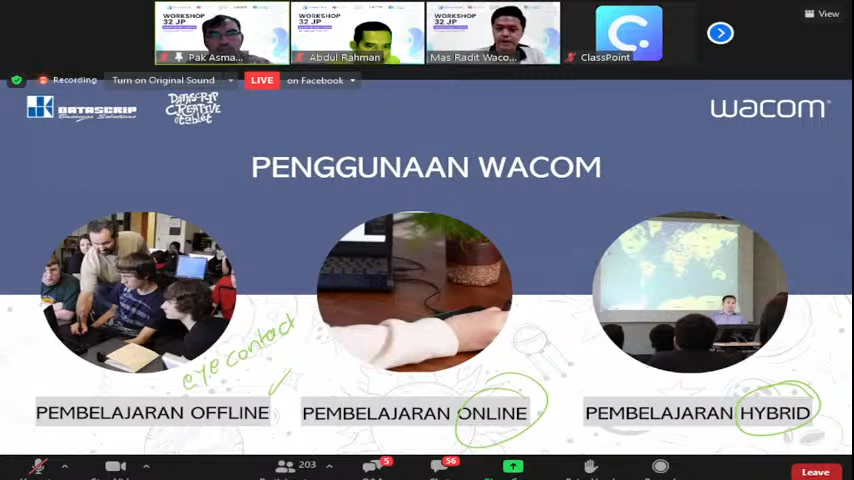 View
WORKSHOP
32 JP
WORKSHOP
32 JP
WORKSHOP
32 JP
Pak Asma...
Abdul Rahman
Mas Radit Waco...
ClassPoint
Recording
Turn on Original Sound
LIVE
on Facebook
DATASCRIP
Business Solutions
DATASCRIP
CREATIVE
etablet
wacom
PENGGUNAAN WACOM
eye contact
PEMBELAJARAN OFFLINE
PEMBELAJARAN ONLINE
PEMBELAJARAN HYBRID
203
5
56
Leave